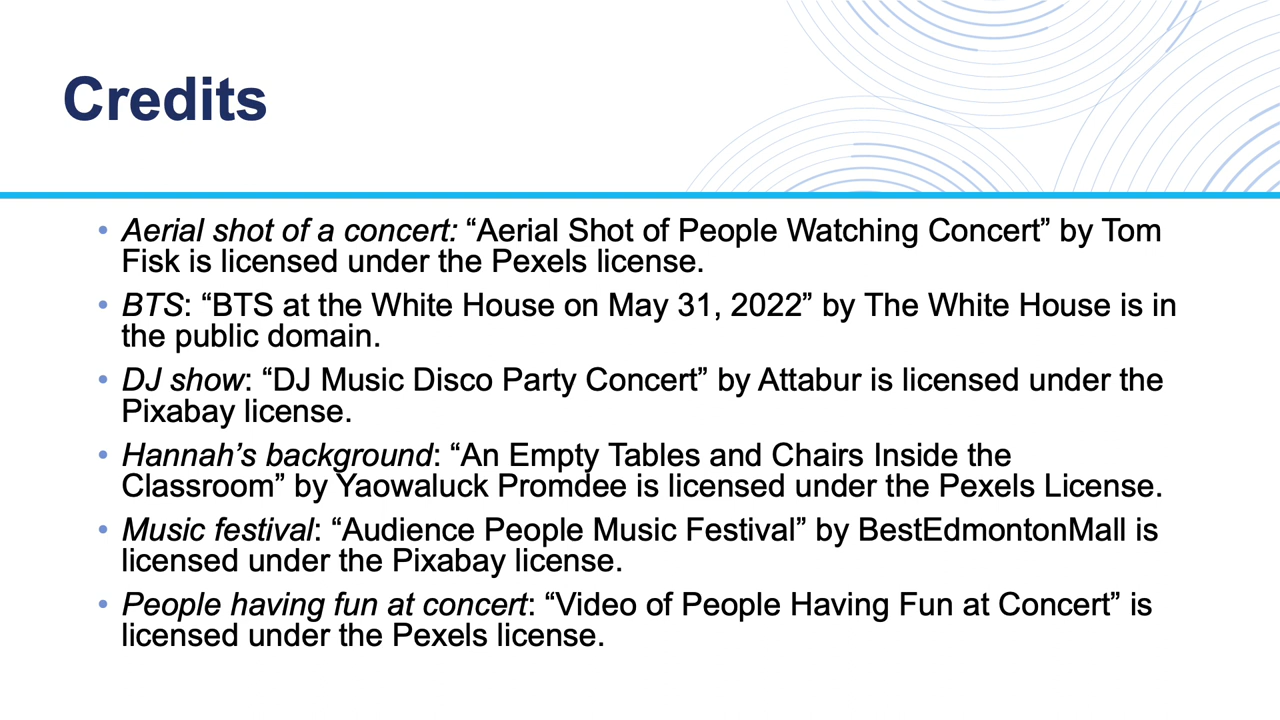 Credits
• Aerial shot of a concert: “Aerial Shot of People Watching Concert” by Tom
Fisk is licensed under the Pexels license.
• BTS: “BTS at the White House on May 31, 2022” by The White House is in
the public domain.
• DJ show: “DJ Music Disco Party Concert” by Attabur is licensed under the
Pixabay license.
• Hannah’s background: “An Empty Tables and Chairs Inside the
Classroom” by Yaowaluck Promdee is licensed under the Pexels License.
• Music festival: “Audience People Music Festival” by BestEdmontonMall is
licensed under the Pixabay license.
• People having fun at concert: “Video of People Having Fun at Concert” is
licensed under the Pexels license.